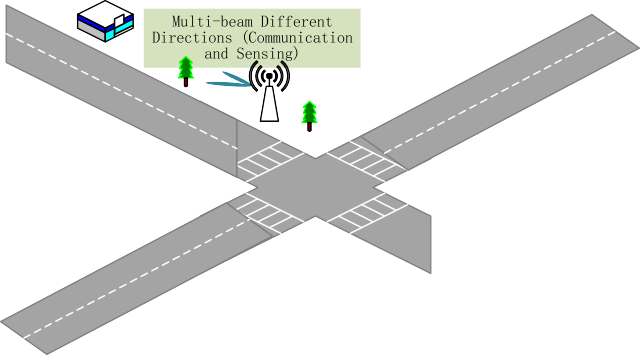 Multi-beam Different
Directions (Communication
and Sensing)